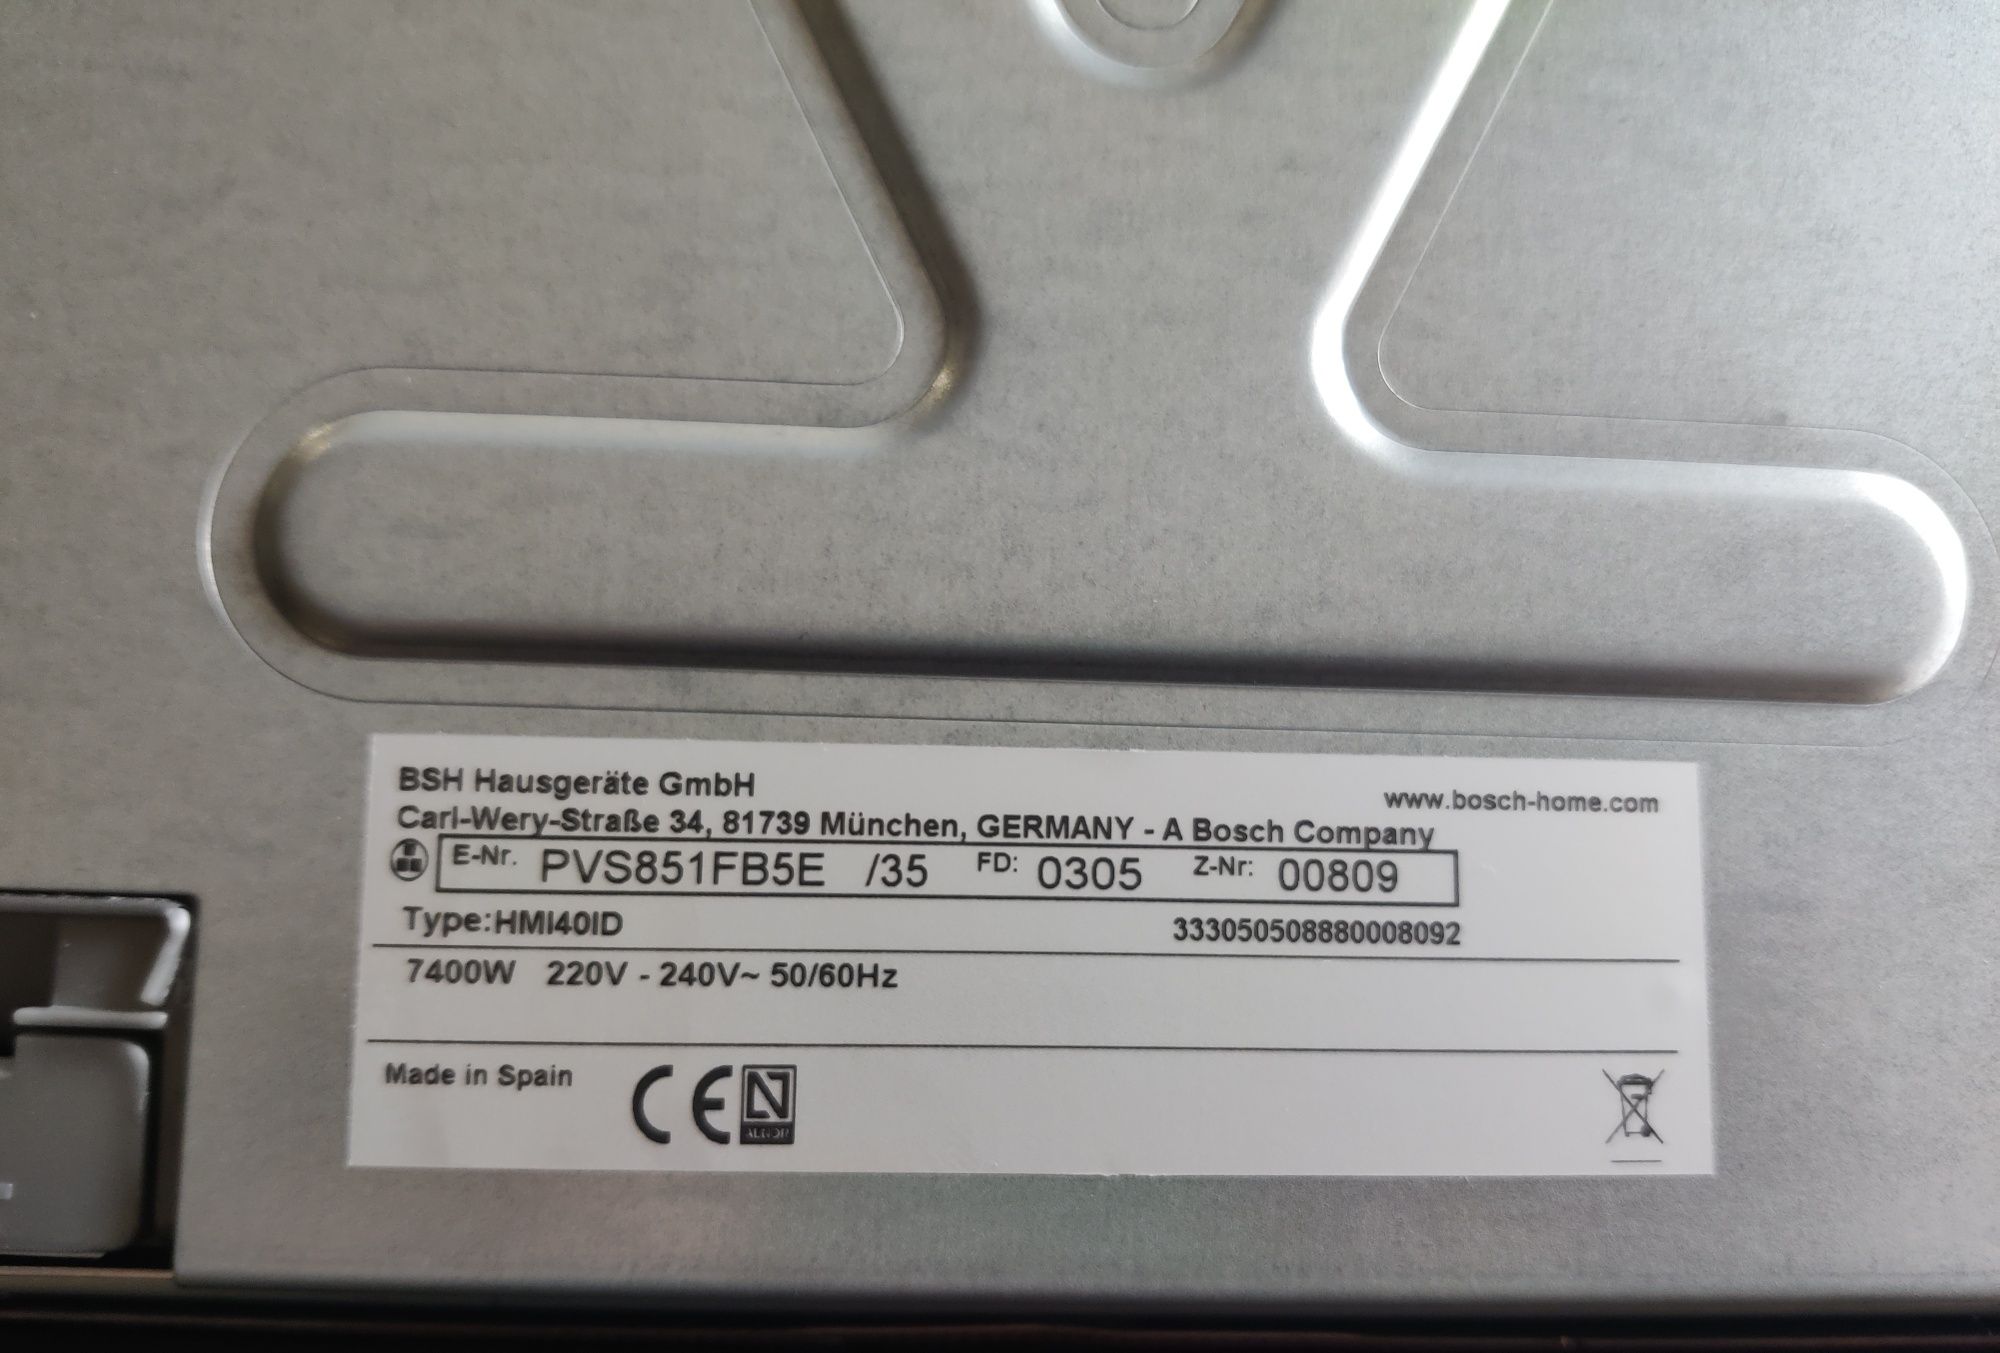 BSH Hausgeräte GmbH
www.bosch-home.com
Carl-Wery-Straße 34, 81739 München, GERMANY - A Bosch Company
E-Nr. PVS851FB5E /35 FD: 0305 Z-Nr: 00809
Type:HMI40ID
333050508880008092
7400W 220V - 240V~ 50/60Hz
Made in Spain
CE N
AENOR